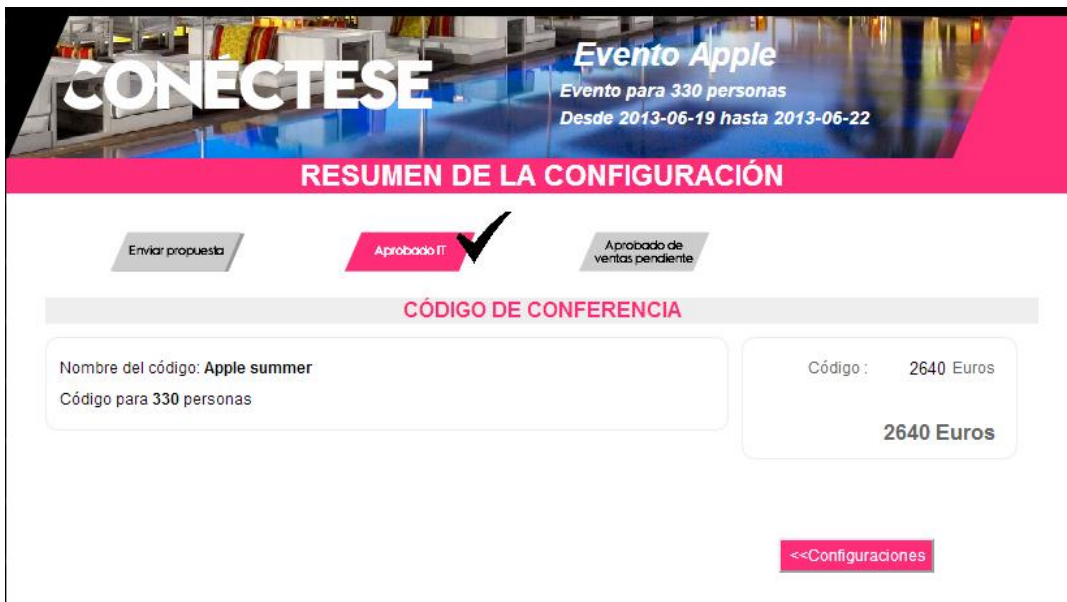 CONÉCTESE
Evento Apple
Evento para 330 personas
Desde 2013-06-19 hasta 2013-06-22
RESUMEN DE LA CONFIGURACIÓN
Enviar propuesta
Aprobado IT
Aprobado de
ventas pendiente
CÓDIGO DE CONFERENCIA
Nombre del código: Apple summer
Código para 330 personas
Código : 2640 Euros
2640 Euros
<<Configuraciones